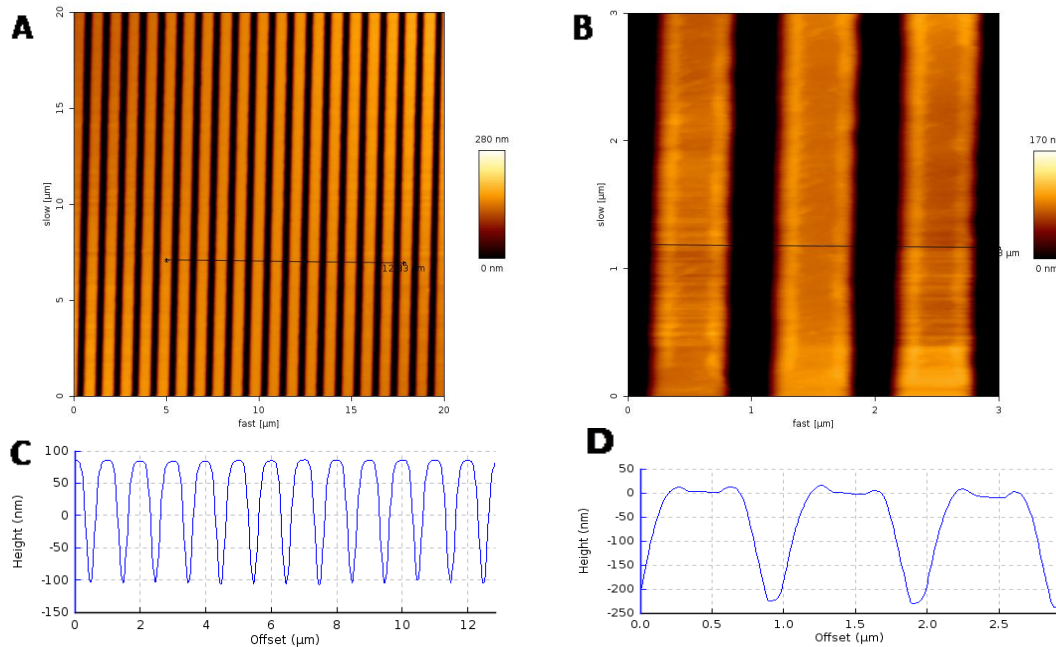 A
20
15
10
5
0
slow [µm]
0 5 10 15 20
fast [µm]
280 nm
0 nm
B
3
2
1
0
slow [µm]
0 1 2 3
fast [µm]
170 nm
0 nm
C
100
50
0
-50
-100
-150
Height (nm)
0 2 4 6 8 10 12
Offset (µm)
D
50
0
-50
-100
-150
-200
-250
Height (nm)
0.0 0.5 1.0 1.5 2.0 2.5
Offset (µm)